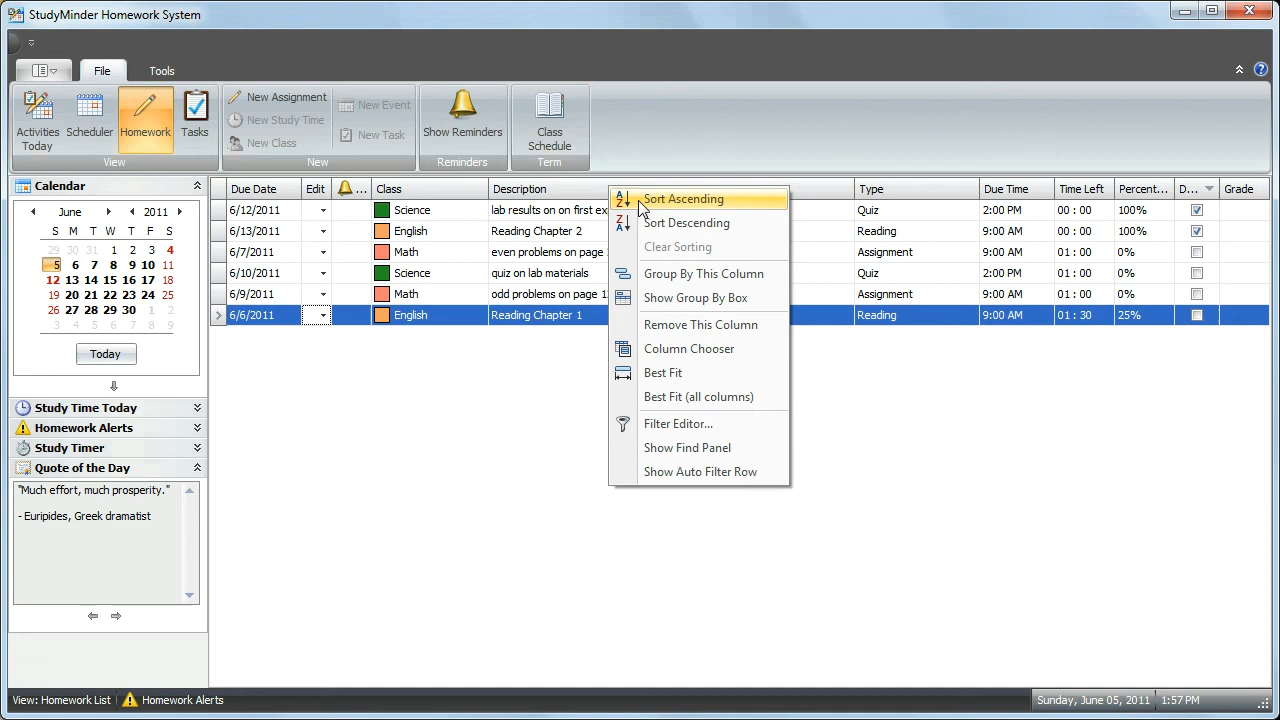 StudyMinder Homework System
File Tools
Activities Today
Scheduler
Homework
Tasks
View
New Assignment
New Study Time
New Class
New Event
New Task
New
Show Reminders
Reminders
Class Schedule
Term
Calendar
June 2011
S M T W T F S
29 30 31 1 2 3 4
5 6 7 8 9 10 11
12 13 14 15 16 17 18
19 20 21 22 23 24 25
26 27 28 29 30 1 2
3 4 5 6 7 8 9
Today
Study Time Today
Homework Alerts
Study Timer
Quote of the Day
"Much effort, much prosperity."
- Euripides, Greek dramatist
Due Date Edit ... Class Description Type Due Time Time Left Percent... D... Grade
6/12/2011 Science lab results on on first ex Quiz 2:00 PM 00 : 00 100%
6/13/2011 English Reading Chapter 2 Reading 9:00 AM 00 : 00 100%
6/7/2011 Math even problems on page Assignment 9:00 AM 01 : 00 0%
6/10/2011 Science quiz on lab materials Quiz 2:00 PM 01 : 00 0%
6/9/2011 Math odd problems on page 1 Assignment 9:00 AM 01 : 00 0%
6/6/2011 English Reading Chapter 1 Reading 9:00 AM 01 : 30 25%
Sort Ascending
Sort Descending
Clear Sorting
Group By This Column
Show Group By Box
Remove This Column
Column Chooser
Best Fit
Best Fit (all columns)
Filter Editor...
Show Find Panel
Show Auto Filter Row
View: Homework List Homework Alerts Sunday, June 05, 2011 1:57 PM